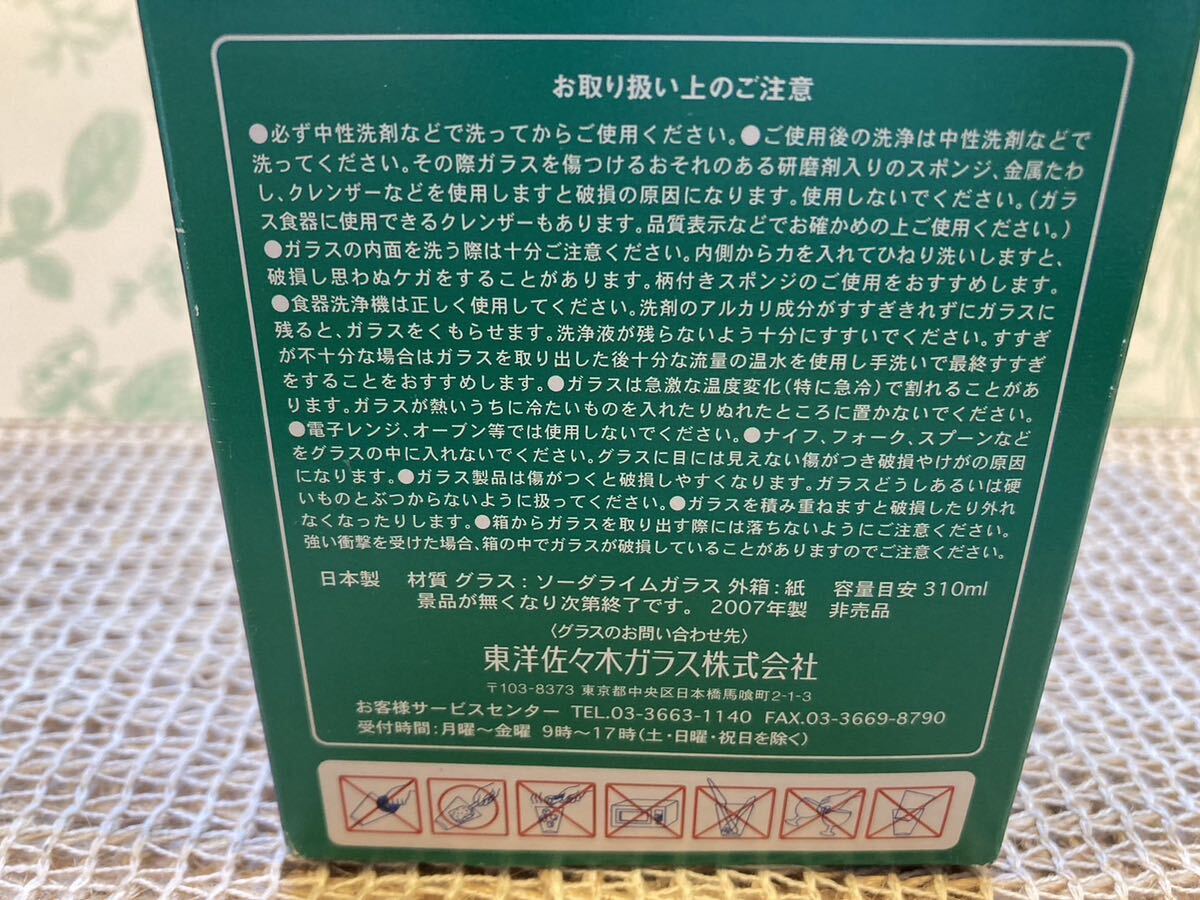 お取り扱い上のご注意
●必ず中性洗剤などで洗ってからご使用ください。●ご使用後の洗浄は中性洗剤などで
洗ってください。その際ガラスを傷つけるおそれのある研磨剤入りのスポンジ、金属たわ
し、クレンザーなどを使用しますと破損の原因になります。使用しないでください。(ガラ
ス食器に使用できるクレンザーもあります。品質表示などでお確かめの上ご使用ください。)
●ガラスの内面を洗う際は十分ご注意ください。内側から力を入れてひねり洗いしますと、
破損し思わぬケガをすることがあります。柄付きスポンジのご使用をおすすめします。
●食器洗浄機は正しく使用してください。洗剤のアルカリ成分がすすぎきれずにガラスに
残ると、ガラスをくもらせます。洗浄液が残らないよう十分にすすいでください。すすぎ
が不十分な場合はガラスを取り出した後十分な流量の温水を使用し手洗いで最終すすぎ
をすることをおすすめします。●ガラスは急激な温度変化(特に急冷)で割れることがあ
ります。ガラスが熱いうちに冷たいものを入れたりぬれたところに置かないでください。
●電子レンジ、オーブン等では使用しないでください。●ナイフ、フォーク、スプーンなど
をグラスの中に入れないでください。グラスに目には見えない傷がつき破損やけがの原因
になります。●ガラス製品は傷がつくと破損しやすくなります。ガラスどうしあるいは硬
いものとぶつからないように扱ってください。●ガラスを積み重ねますと破損したり外れ
なくなったりします。●箱からガラスを取り出す際には落ちないようにご注意ください。
強い衝撃を受けた場合、箱の中でガラスが破損していることがありますのでご注意ください。
日本製 材質 グラス:ソーダライムガラス 外箱:紙 容量目安 310ml
景品が無くなり次第終了です。 2007年製 非売品
〈グラスのお問い合わせ先〉
東洋佐々木ガラス株式会社
〒103-8373 東京都中央区日本橋馬喰町2-1-3
お客様サービスセンター TEL.03-3663-1140 FAX.03-3669-8790
受付時間:月曜〜金曜 9時〜17時(土・日曜・祝日を除く)